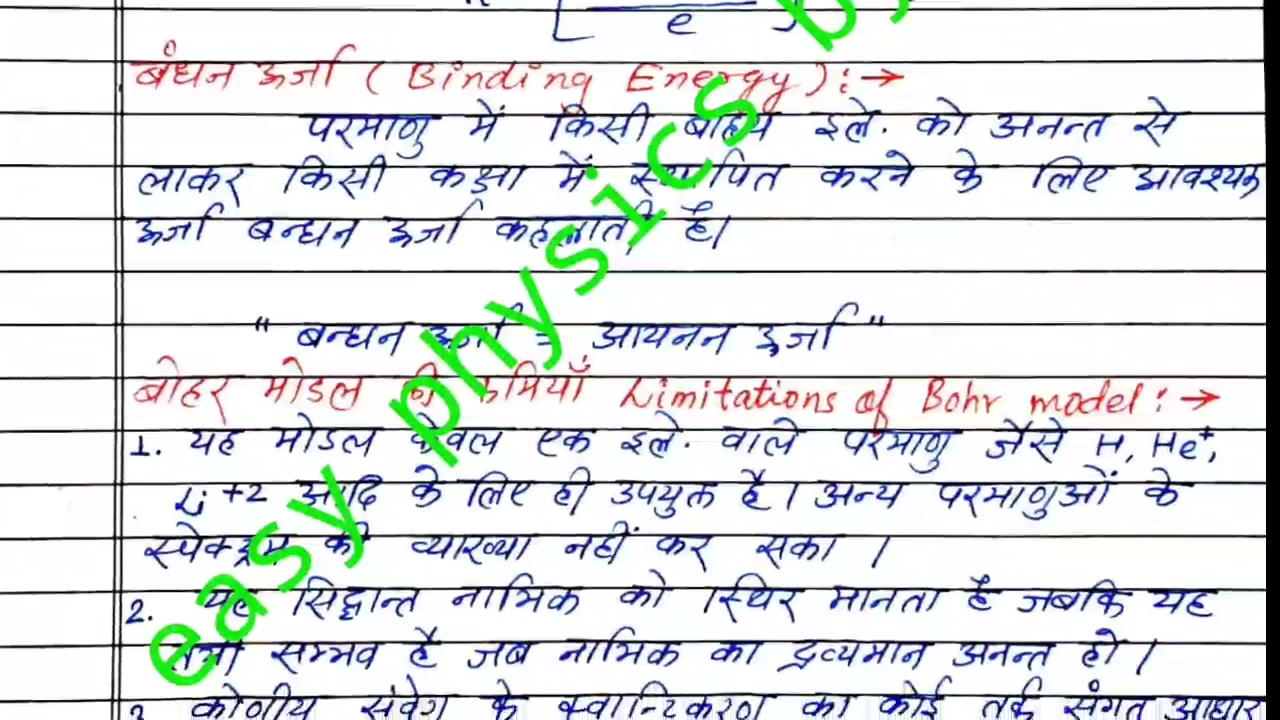 e
बंधन ऊर्जा ( Binding Energy ) : →
परमाणु में किसी बाह्य इले. को अनन्त से
लाकर किसी कक्षा में स्थापित करने के लिए आवश्यक
ऊर्जा बन्धन ऊर्जा कहलाती है।
" बन्धन ऊर्जा = आयनन ऊर्जा "
बोहर मोडल की कमियाँ Limitations of Bohr model : →
1. यह मोडल केवल एक इले. वाले परमाणु जैसे H, He⁺,
Li +2 आदि के लिए ही उपयुक्त है। अन्य परमाणुओं के
स्पेक्ट्रम की व्याख्या नहीं कर सका ।
2. यह सिद्धान्त नाभिक को स्थिर मानता है जबकि यह
तभी सम्भव है जब नाभिक का द्रव्यमान अनन्त हो ।
3. कोणीय संवेग के क्वान्टिकरण का कोई तर्क संगत आधार
easy physics by